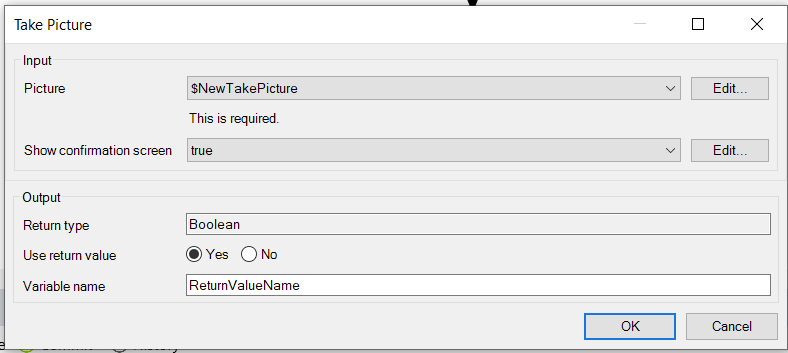 Take Picture
Input
Picture $NewTakePicture Edit...
This is required.
Show confirmation screen true Edit...
Output
Return type Boolean
Use return value Yes No
Variable name ReturnValueName
OK Cancel